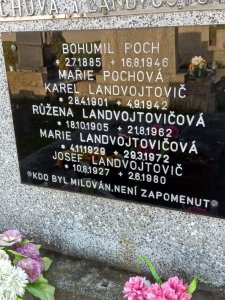 CHOVÁ LANDVOJTOVIČ
BOHUMIL POCH
* 2.7.1885 + 16.8.1946
MARIE POCHOVÁ
KAREL LANDVOJTOVIČ
* 28.4.1901 + 4.9.1942
RŮŽENA LANDVOJTOVIČOVÁ
* 18.10.1905 + 21.8.1962
MARIE LANDVOJTOVIČOVÁ
* 4.11.1929 + 29.3.1972
JOSEF LANDVOJTOVIČ
* 10.8.1927 + 2.6.1980
KDO BYL MILOVÁN, NENÍ ZAPOMENUT